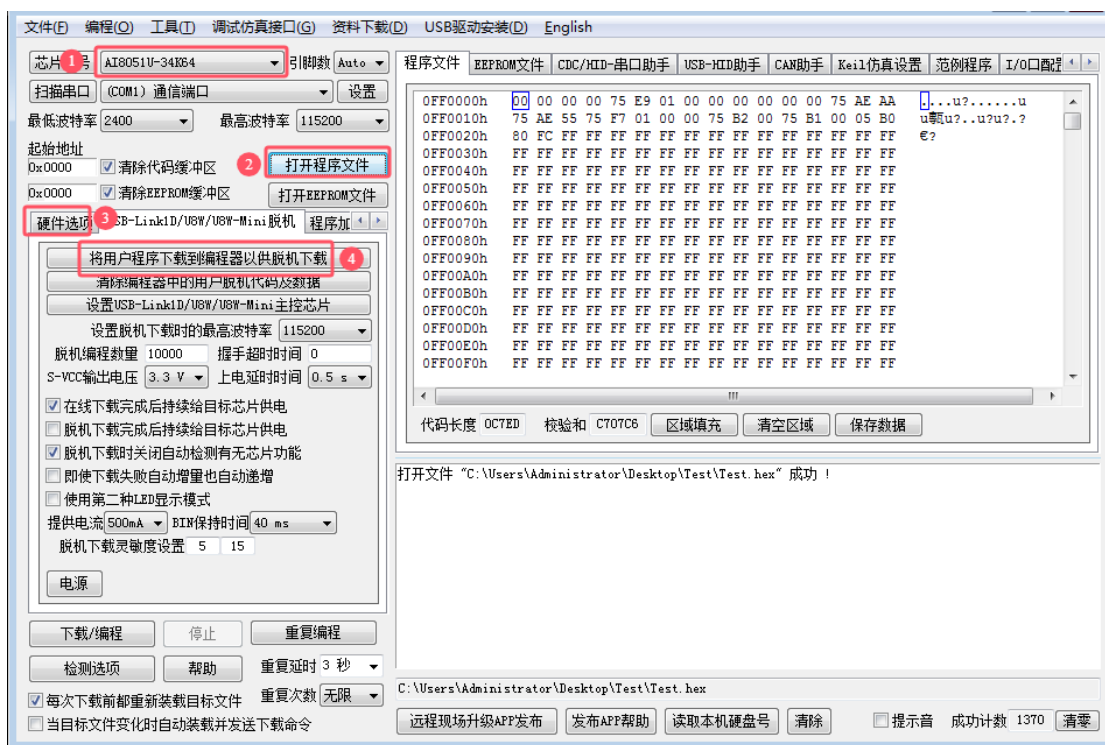 文件(F) 编程(O) 工具(T) 调试仿真接口(G) 资料下载(D) USB驱动安装(D) English
芯片 1 号 AI8051U-34K64 引脚数 Auto
扫描串口 (COM1) 通信端口 设置
最低波特率 2400 最高波特率 115200
起始地址
0x0000 清除代码缓冲区 2 打开程序文件
0x0000 清除EEPROM缓冲区 打开EEPROM文件
硬件选项 3 SB-Link1D/U8W/U8W-Mini脱机 程序加
将用户程序下载到编程器以供脱机下载 4
清除编程器中的用户脱机代码及数据
设置USB-Link1D/U8W/U8W-Mini主控芯片
设置脱机下载时的最高波特率 115200
脱机编程数量 10000 握手超时时间 0
S-VCC输出电压 3.3 V 上电延时时间 0.5 s
在线下载完成后持续给目标芯片供电
脱机下载完成后持续给目标芯片供电
脱机下载时关闭自动检测有无芯片功能
即使下载失败自动增量也自动递增
使用第二种LED显示模式
提供电流 500mA BIN保持时间 40 ms
脱机下载灵敏度设置 5 15
电源
下载/编程 停止 重复编程
检测选项 帮助 重复延时 3 秒
每次下载前都重新装载目标文件 重复次数 无限
当目标文件变化时自动装载并发送下载命令
程序文件 EEPROM文件 CDC/HID-串口助手 USB-HID助手 CAN助手 Keil仿真设置 范例程序 I/O口配
0FF0000h 00 00 00 00 75 E9 01 00 00 00 00 00 00 75 AE AA ....u?......u
0FF0010h 75 AE 55 75 F7 01 00 00 75 B2 00 75 B1 00 05 B0 u甋u?..u?u?.?
0FF0020h 80 FC FF FF FF FF FF FF FF FF FF FF FF FF FF FF €?
0FF0030h FF FF FF FF FF FF FF FF FF FF FF FF FF FF FF FF
0FF0040h FF FF FF FF FF FF FF FF FF FF FF FF FF FF FF FF
0FF0050h FF FF FF FF FF FF FF FF FF FF FF FF FF FF FF FF
0FF0060h FF FF FF FF FF FF FF FF FF FF FF FF FF FF FF FF
0FF0070h FF FF FF FF FF FF FF FF FF FF FF FF FF FF FF FF
0FF0080h FF FF FF FF FF FF FF FF FF FF FF FF FF FF FF FF
0FF0090h FF FF FF FF FF FF FF FF FF FF FF FF FF FF FF FF
0FF00A0h FF FF FF FF FF FF FF FF FF FF FF FF FF FF FF FF
0FF00B0h FF FF FF FF FF FF FF FF FF FF FF FF FF FF FF FF
0FF00C0h FF FF FF FF FF FF FF FF FF FF FF FF FF FF FF FF
0FF00D0h FF FF FF FF FF FF FF FF FF FF FF FF FF FF FF FF
0FF00E0h FF FF FF FF FF FF FF FF FF FF FF FF FF FF FF FF
0FF00F0h FF FF FF FF FF FF FF FF FF FF FF FF FF FF FF FF
代码长度 0C7ED 校验和 C707C6 区域填充 清空区域 保存数据
打开文件 “C:\Users\Administrator\Desktop\Test\Test.hex” 成功 !
C:\Users\Administrator\Desktop\Test\Test.hex
远程现场升级APP发布 发布APP帮助 读取本机硬盘号 清除 提示音 成功计数 1370 清零